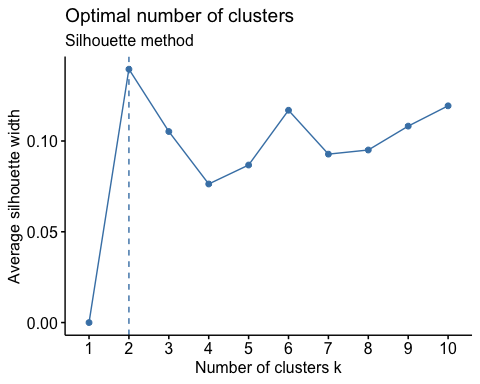 Optimal number of clusters
Silhouette method
Average silhouette width
0.10
0.05
0.00
1 2 3 4 5 6 7 8 9 10
Number of clusters k